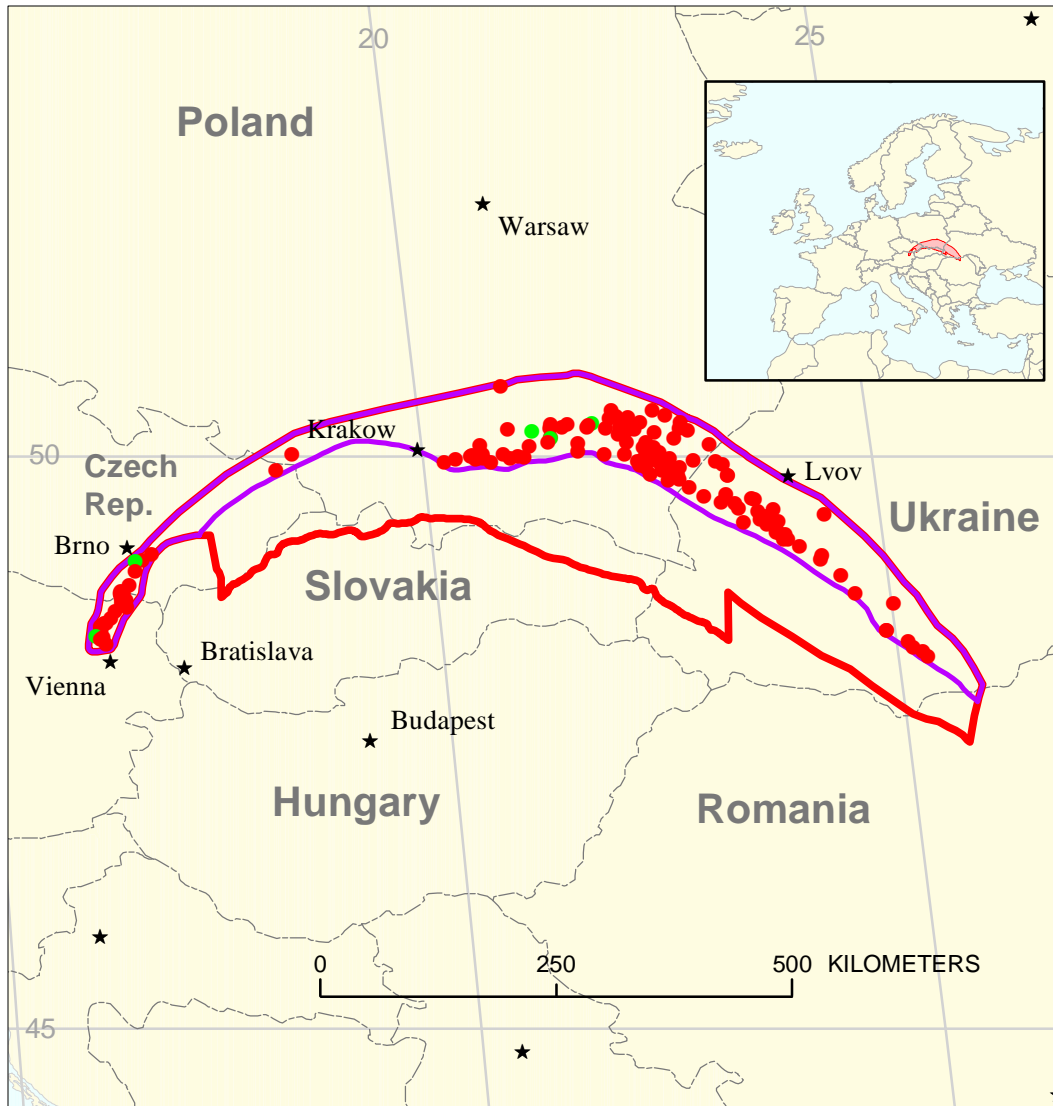 20
25
Poland
Warsaw
Krakow
50
Czech
Rep.
Lvov
Ukraine
Brno
Slovakia
Bratislava
Vienna
Budapest
Hungary
Romania
0
250
500 KILOMETERS
45